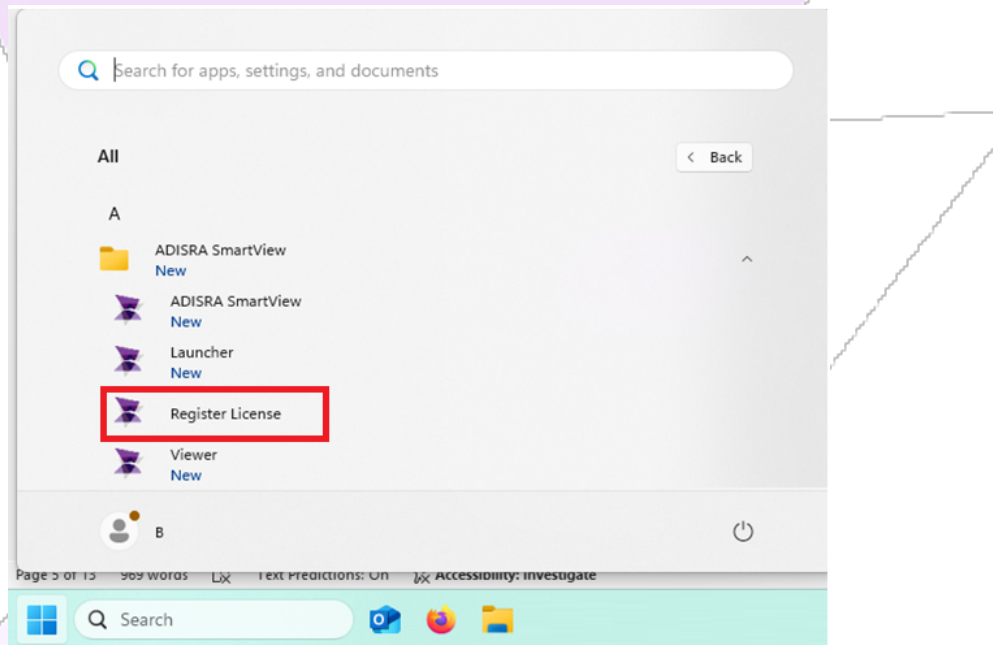 Search for apps, settings, and documents
All
Back
A
ADISRA SmartView
New
ADISRA SmartView
New
Launcher
New
Register License
Viewer
New
B
Page 5 of 13 969 words Text Predictions: On Accessibility: Investigate
Search